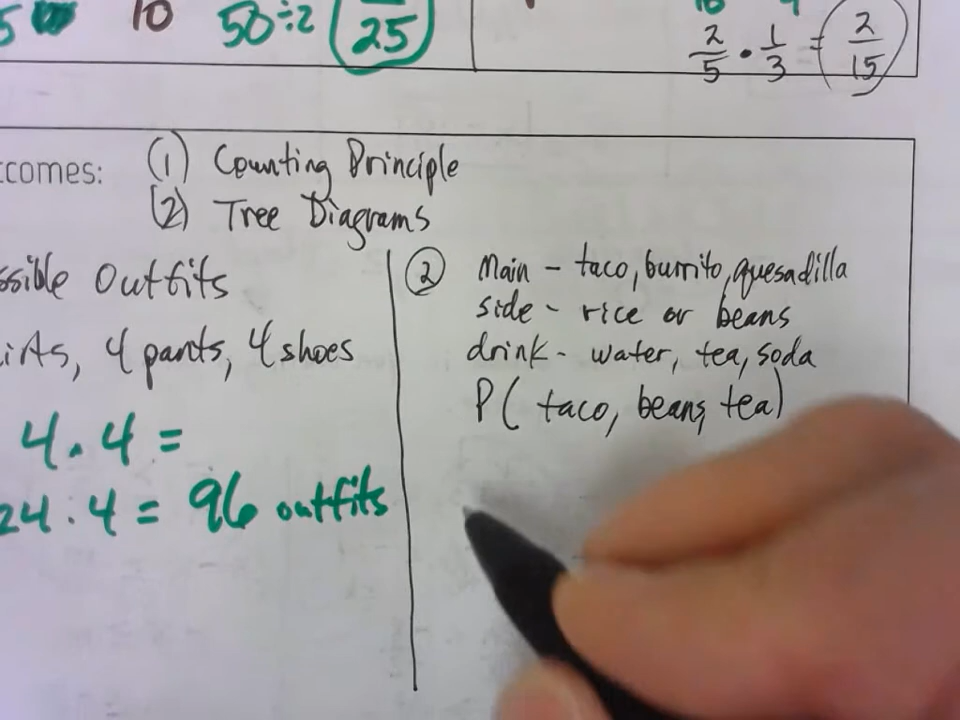 5 10 50÷2 25
2/5 · 1/3 = 2/15
comes: (1) Counting Principle
(2) Tree Diagrams
ssible outfits
irts, 4 pants, 4 shoes
4 · 4 =
24 · 4 = 96 outfits
② Main - taco, burrito, quesadilla
side - rice or beans
drink - water, tea, soda
P( taco, beans, tea)